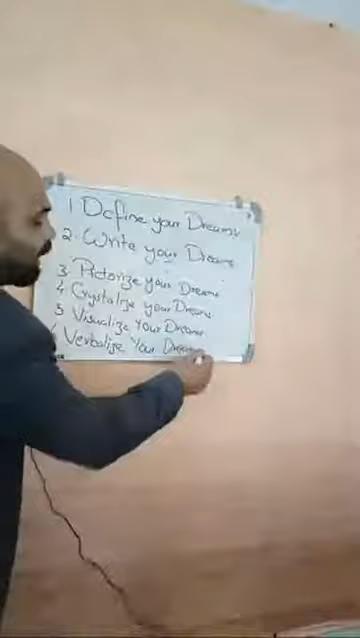 1 Define your Dreams
2. Write your Dreams
3. Pictorize your Dreams
4 Crystalize your Dreams
5 Visualize Your Dreams
Verbalize Your Dreams